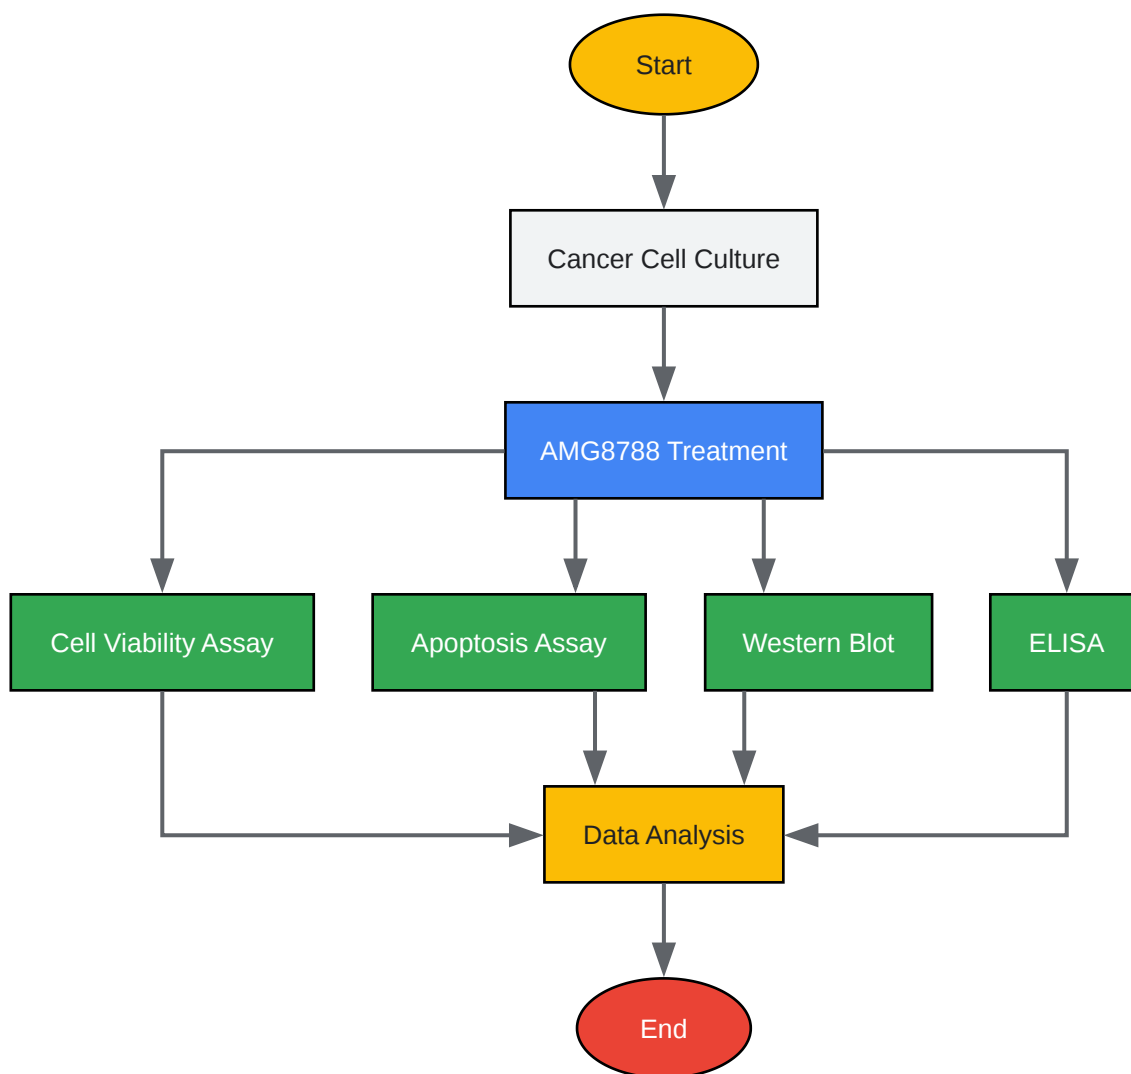 Start
Cancer Cell Culture
AMG8788 Treatment
Cell Viability Assay
Apoptosis Assay
Western Blot
ELISA
Data Analysis
End